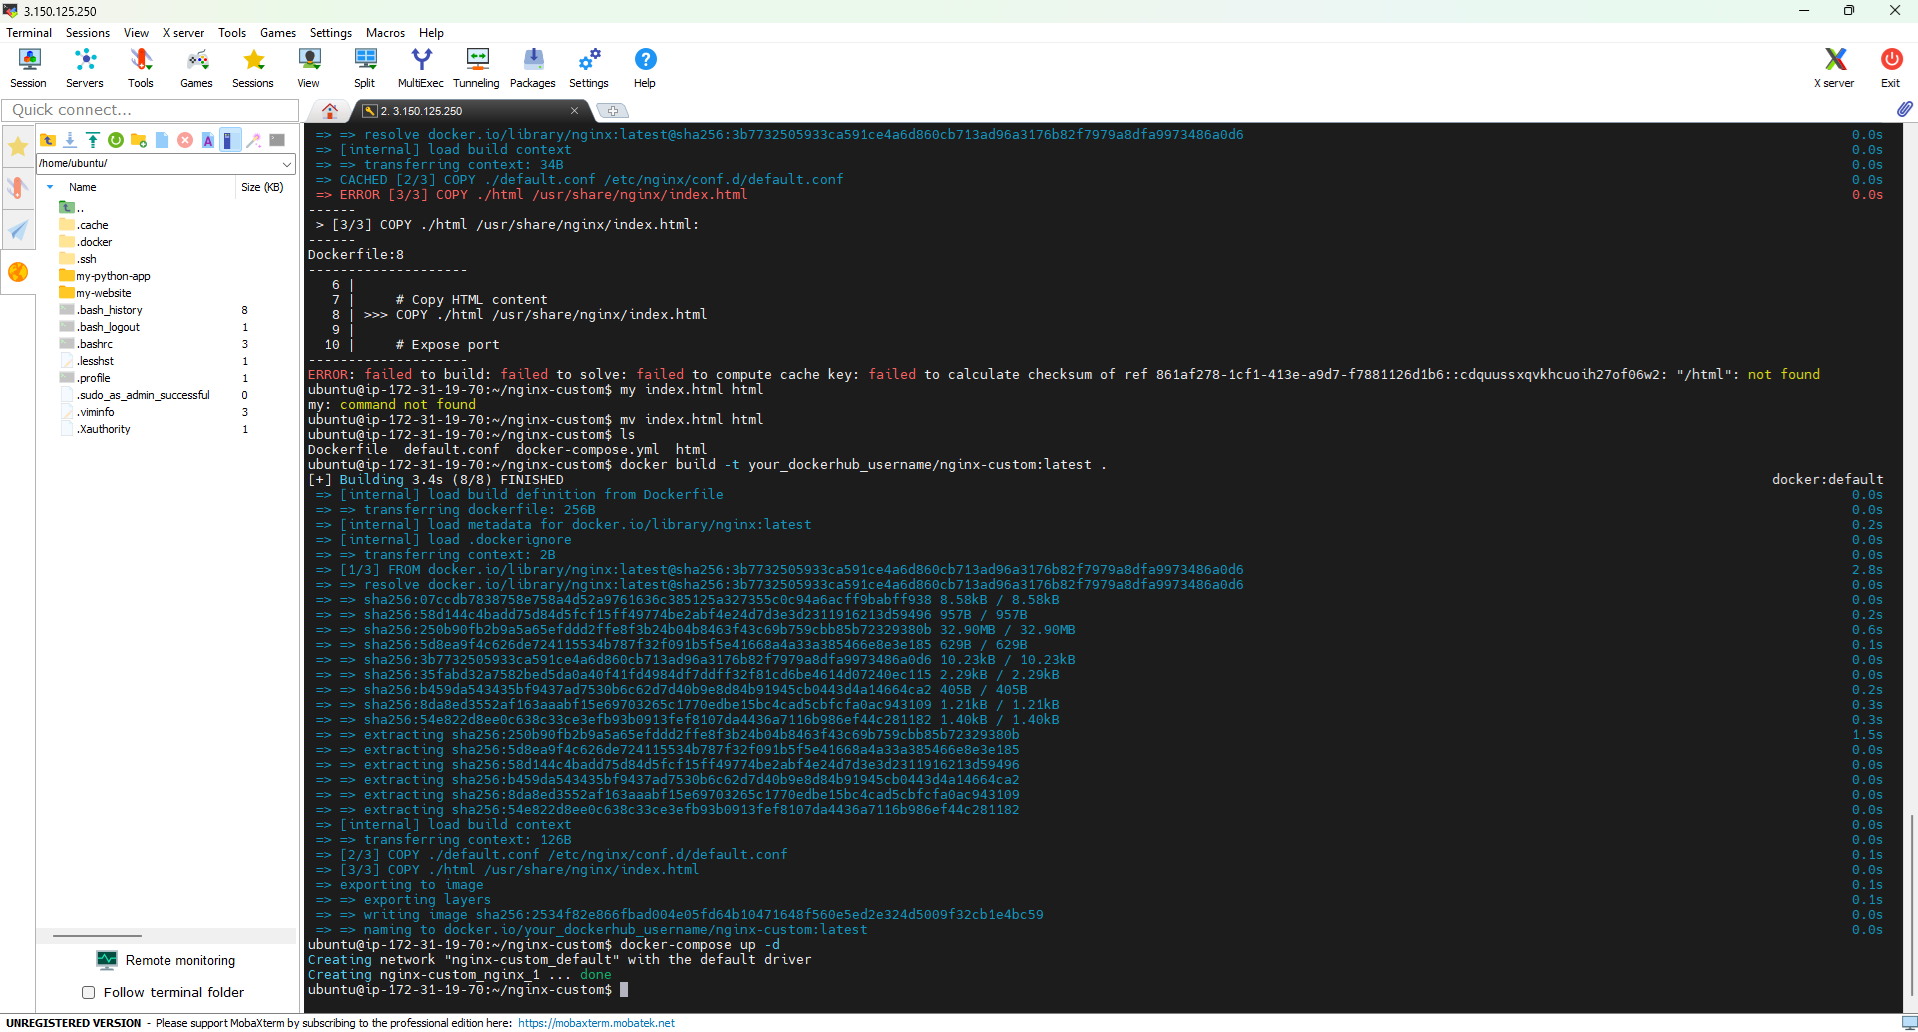 3.150.125.250
Terminal Sessions View X server Tools Games Settings Macros Help
Session Servers Tools Games Sessions View Split MultiExec Tunneling Packages Settings Help X server Exit
Quick connect...
2. 3.150.125.250
/home/ubuntu/
Name Size (KB)
..
.cache
.docker
.ssh
my-python-app
my-website
.bash_history 8
.bash_logout 1
.bashrc 3
.lesshst 1
.profile 1
.sudo_as_admin_successful 0
.viminfo 3
.Xauthority 1
Remote monitoring
Follow terminal folder
=> => resolve docker.io/library/nginx:latest@sha256:3b7732505933ca591ce4a6d860cb713ad96a3176b82f7979a8dfa9973486a0d6 0.0s
=> [internal] load build context 0.0s
=> => transferring context: 34B 0.0s
=> CACHED [2/3] COPY ./default.conf /etc/nginx/conf.d/default.conf 0.0s
=> ERROR [3/3] COPY ./html /usr/share/nginx/index.html 0.0s
------
> [3/3] COPY ./html /usr/share/nginx/index.html:
------
Dockerfile:8
--------------------
6 |
7 | # Copy HTML content
8 | >>> COPY ./html /usr/share/nginx/index.html
9 |
10 | # Expose port
--------------------
ERROR: failed to build: failed to solve: failed to compute cache key: failed to calculate checksum of ref 861af278-1cf1-413e-a9d7-f7881126d1b6::cdquussxqvkhcuoih27of06w2: "/html": not found
ubuntu@ip-172-31-19-70:~/nginx-custom$ my index.html html
my: command not found
ubuntu@ip-172-31-19-70:~/nginx-custom$ mv index.html html
ubuntu@ip-172-31-19-70:~/nginx-custom$ ls
Dockerfile default.conf docker-compose.yml html
ubuntu@ip-172-31-19-70:~/nginx-custom$ docker build -t your_dockerhub_username/nginx-custom:latest .
[+] Building 3.4s (8/8) FINISHED docker:default
=> [internal] load build definition from Dockerfile 0.0s
=> => transferring dockerfile: 256B 0.0s
=> [internal] load metadata for docker.io/library/nginx:latest 0.2s
=> [internal] load .dockerignore 0.0s
=> => transferring context: 2B 0.0s
=> [1/3] FROM docker.io/library/nginx:latest@sha256:3b7732505933ca591ce4a6d860cb713ad96a3176b82f7979a8dfa9973486a0d6 2.8s
=> => resolve docker.io/library/nginx:latest@sha256:3b7732505933ca591ce4a6d860cb713ad96a3176b82f7979a8dfa9973486a0d6 0.0s
=> => sha256:07ccdb7838758e758a4d52a9761636c385125a327355c0c94a6acff9babff938 8.58kB / 8.58kB 0.0s
=> => sha256:58d144c4badd75d84d5fcf15ff49774be2abf4e24d7d3e3d2311916213d59496 957B / 957B 0.2s
=> => sha256:250b90fb2b9a5a65efddd2ffe8f3b24b04b8463f43c69b759cbb85b72329380b 32.90MB / 32.90MB 0.6s
=> => sha256:5d8ea9f4c626de724115534b787f32f091b5f5e41668a4a33a385466e8e3e185 629B / 629B 0.1s
=> => sha256:3b7732505933ca591ce4a6d860cb713ad96a3176b82f7979a8dfa9973486a0d6 10.23kB / 10.23kB 0.0s
=> => sha256:35fabd32a7582bed5da0a40f41fd4984df7ddff32f81cd6be4614d07240ec115 2.29kB / 2.29kB 0.0s
=> => sha256:b459da543435bf9437ad7530b6c62d7d40b9e8d84b91945cb0443d4a14664ca2 405B / 405B 0.2s
=> => sha256:8da8ed3552af163aaabf15e69703265c1770edbe15bc4cad5cbfcfa0ac943109 1.21kB / 1.21kB 0.3s
=> => sha256:54e822d8ee0c638c33ce3efb93b0913fef8107da4436a7116b986ef44c281182 1.40kB / 1.40kB 0.3s
=> => extracting sha256:250b90fb2b9a5a65efddd2ffe8f3b24b04b8463f43c69b759cbb85b72329380b 1.5s
=> => extracting sha256:5d8ea9f4c626de724115534b787f32f091b5f5e41668a4a33a385466e8e3e185 0.0s
=> => extracting sha256:58d144c4badd75d84d5fcf15ff49774be2abf4e24d7d3e3d2311916213d59496 0.0s
=> => extracting sha256:b459da543435bf9437ad7530b6c62d7d40b9e8d84b91945cb0443d4a14664ca2 0.0s
=> => extracting sha256:8da8ed3552af163aaabf15e69703265c1770edbe15bc4cad5cbfcfa0ac943109 0.0s
=> => extracting sha256:54e822d8ee0c638c33ce3efb93b0913fef8107da4436a7116b986ef44c281182 0.0s
=> [internal] load build context 0.0s
=> => transferring context: 126B 0.0s
=> [2/3] COPY ./default.conf /etc/nginx/conf.d/default.conf 0.1s
=> [3/3] COPY ./html /usr/share/nginx/index.html 0.0s
=> exporting to image 0.1s
=> => exporting layers 0.1s
=> => writing image sha256:2534f82e866fbad004e05fd64b10471648f560e5ed2e324d5009f32cb1e4bc59 0.0s
=> => naming to docker.io/your_dockerhub_username/nginx-custom:latest 0.0s
ubuntu@ip-172-31-19-70:~/nginx-custom$ docker-compose up -d
Creating network "nginx-custom_default" with the default driver
Creating nginx-custom_nginx_1 ... done
ubuntu@ip-172-31-19-70:~/nginx-custom$
UNREGISTERED VERSION - Please support MobaXterm by subscribing to the professional edition here: https://mobaxterm.mobatek.net